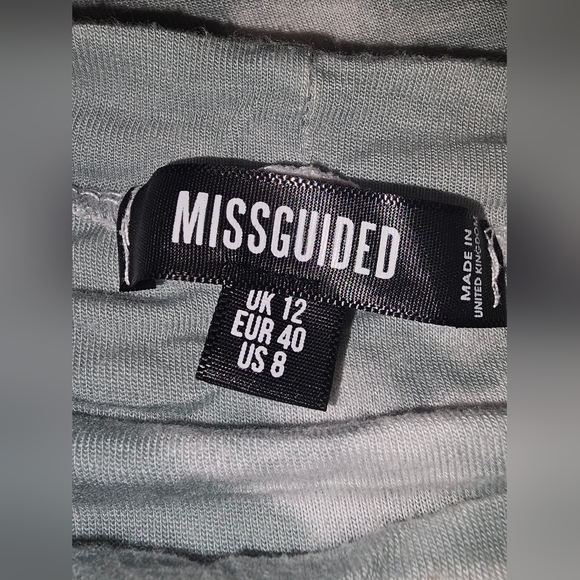 MISSGUIDED
UK 12
EUR 40
US 8
MADE IN
UNITED KINGDOM